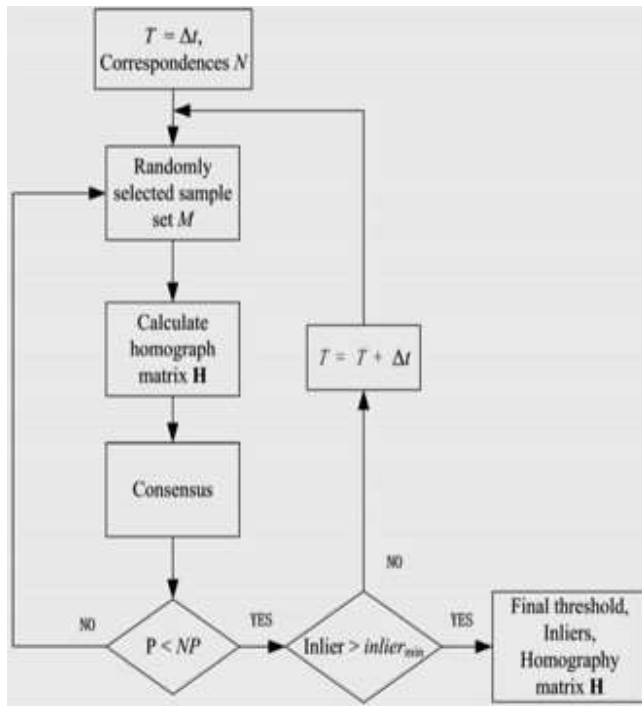 T = Δt,
Correspondences N
Randomly
selected sample
set M
Calculate
homograph
matrix H
T = T + Δt
Consensus
NO
P < NP
YES
NO
Inlier > inlier_min
YES
Final threshold,
Inliers,
Homography
matrix H